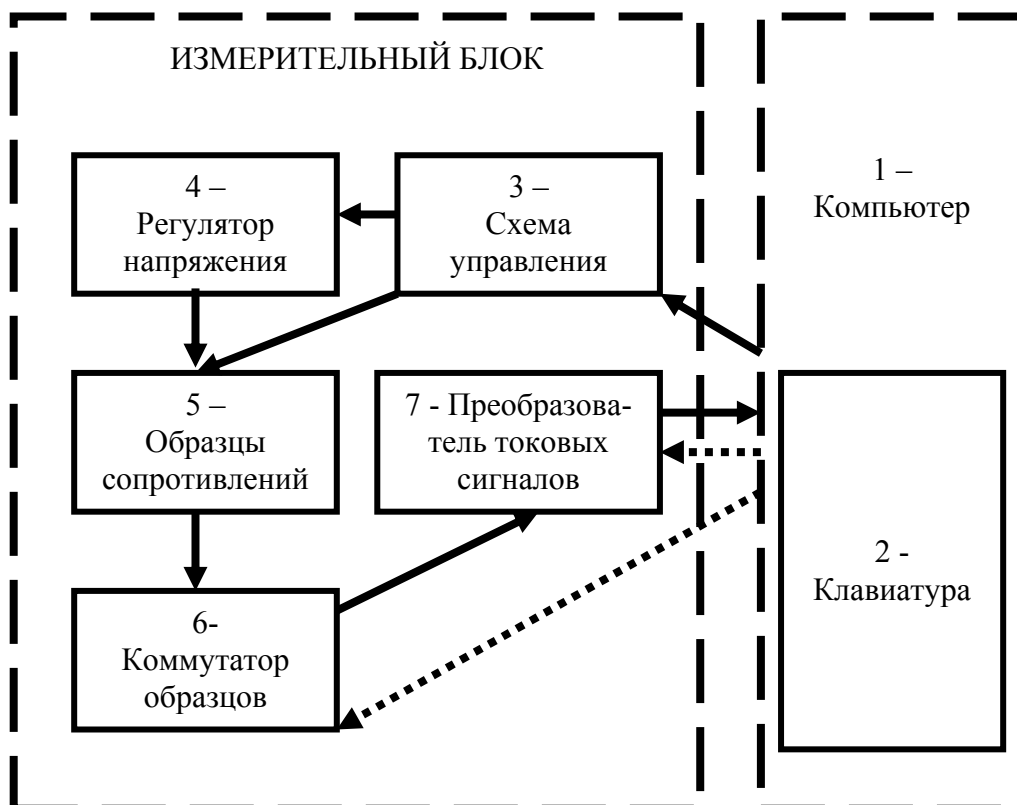 ИЗМЕРИТЕЛЬНЫЙ БЛОК
4 –
Регулятор
напряжения
3 –
Схема
управления
1 –
Компьютер
5 –
Образцы
сопротивлений
7 - Преобразова-
тель токовых
сигналов
2 -
Клавиатура
6-
Коммутатор
образцов